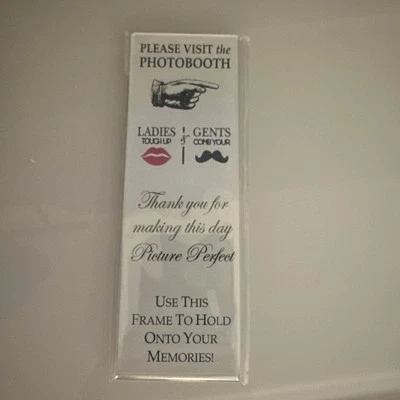 PLEASE VISIT the
PHOTOBOOTH
LADIES & GENTS
TOUCH UP COMB YOUR
Thank you for
making this day
Picture Perfect
USE THIS
FRAME TO HOLD
ONTO YOUR
MEMORIES!